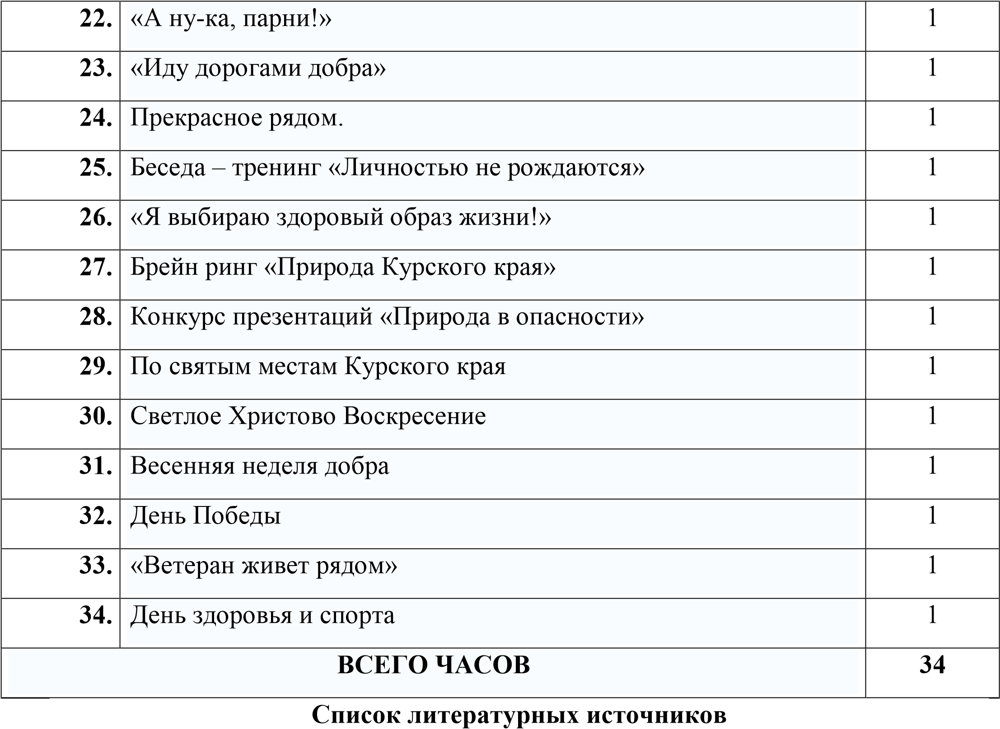 22. «А ну-ка, парни!» 1
23. «Иду дорогами добра» 1
24. Прекрасное рядом. 1
25. Беседа – тренинг «Личностью не рождаются» 1
26. «Я выбираю здоровый образ жизни!» 1
27. Брейн ринг «Природа Курского края» 1
28. Конкурс презентаций «Природа в опасности» 1
29. По святым местам Курского края 1
30. Светлое Христово Воскресение 1
31. Весенняя неделя добра 1
32. День Победы 1
33. «Ветеран живет рядом» 1
34. День здоровья и спорта 1
ВСЕГО ЧАСОВ 34
Список литературных источников